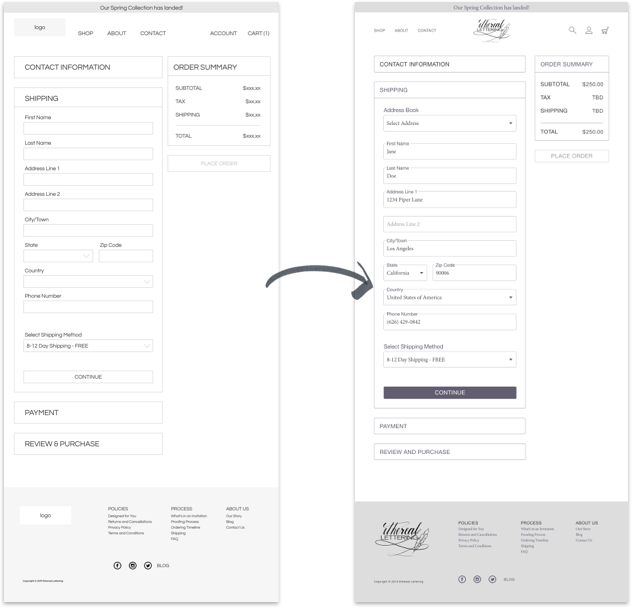 Our Spring Collection has landed!
logo
SHOP ABOUT CONTACT ACCOUNT CART (1)
CONTACT INFORMATION
SHIPPING
First Name
Last Name
Address Line 1
Address Line 2
City/Town
State Zip Code
Country
Phone Number
Select Shipping Method
8-12 Day Shipping - FREE
CONTINUE
PAYMENT
REVIEW & PURCHASE
ORDER SUMMARY
SUBTOTAL $xxx.xx
TAX $xx.xx
SHIPPING $xx.xx
TOTAL $xxx.xx
PLACE ORDER
logo
POLICIES
Designed for You
Returns and Cancellations
Privacy Policy
Terms and Conditions
PROCESS
What's in an Invitation
Proofing Process
Ordering Timeline
Shipping
FAQ
ABOUT US
Our Story
Blog
Contact Us
BLOG
Copyright © 2019 Etherial Lettering
Our Spring Collection has landed!
SHOP ABOUT CONTACT
etherial
LETTERING
CONTACT INFORMATION
SHIPPING
Address Book
Select Address
First Name
Jane
Last Name
Doe
Address Line 1
1234 Piper Lane
Address Line 2
City/Town
Los Angeles
State Zip Code
California 90006
Country
United States of America
Phone Number
(626) 429-0842
Select Shipping Method
8-12 Day Shipping - FREE
CONTINUE
PAYMENT
REVIEW AND PURCHASE
ORDER SUMMARY
SUBTOTAL $250.00
TAX TBD
SHIPPING TBD
TOTAL $250.00
PLACE ORDER
etherial
LETTERING
POLICIES
Designed for You
Returns and Cancellations
Privacy Policy
Terms and Conditions
PROCESS
What's in an Invitation
Proofing Process
Ordering Timeline
Shipping
FAQ
ABOUT US
Our Story
Blog
Contact Us
BLOG
Copyright © 2019 Etherial Lettering